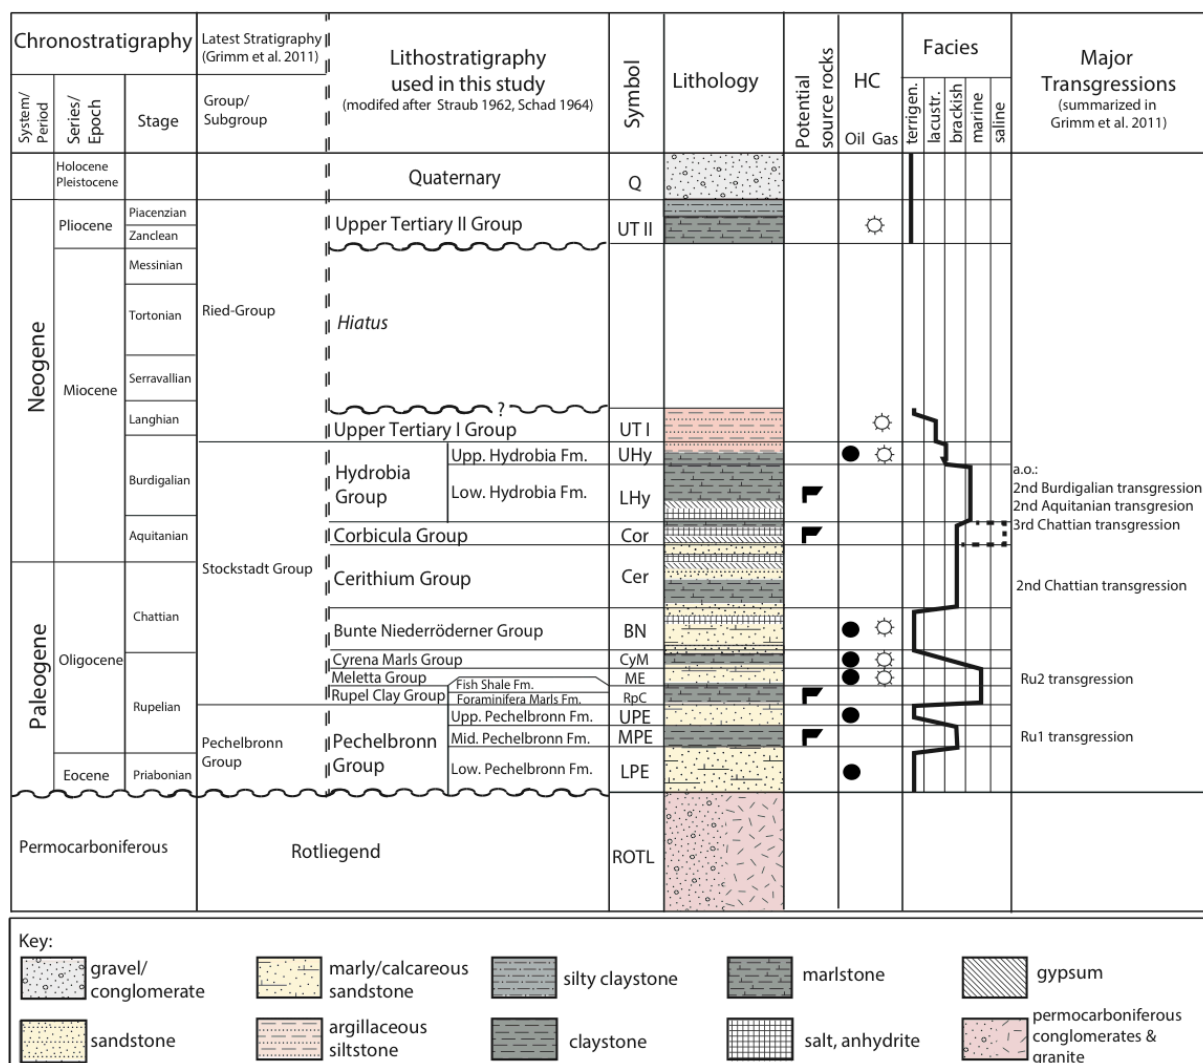 Chronostratigraphy
Latest Stratigraphy
(Grimm et al. 2011)
Lithostratigraphy
used in this study
(modifed after Straub 1962, Schad 1964)
Symbol
Lithology
Potential
source rocks
HC
Oil Gas
Facies
terrigen.
lacustr.
brackish
marine
saline
Major
Transgressions
(summarized in
Grimm et al. 2011)
System/
Period
Series/
Epoch
Stage
Group/
Subgroup
Holocene
Pleistocene
Quaternary
Q
Neogene
Pliocene
Piacenzian
Zanclean
Upper Tertiary II Group
UT II
Miocene
Messinian
Tortonian
Serravallian
Langhian
Burdigalian
Aquitanian
Ried-Group
Hiatus
?
Upper Tertiary I Group
UT I
Hydrobia
Group
Upp. Hydrobia Fm.
UHy
Low. Hydrobia Fm.
LHy
a.o.:
2nd Burdigalian transgression
2nd Aquitanian transgresion
3rd Chattian transgression
Corbicula Group
Cor
Stockstadt Group
Cerithium Group
Cer
2nd Chattian transgression
Paleogene
Oligocene
Chattian
Rupelian
Bunte Niederröderner Group
BN
Cyrena Marls Group
CyM
Meletta Group
ME
Rupel Clay Group
Fish Shale Fm.
Foraminifera Marls Fm.
RpC
Ru2 transgression
Pechelbronn
Group
Pechelbronn
Group
Upp. Pechelbronn Fm.
UPE
Mid. Pechelbronn Fm.
MPE
Ru1 transgression
Low. Pechelbronn Fm.
LPE
Eocene
Priabonian
Permocarboniferous
Rotliegend
ROTL
Key:
gravel/
conglomerate
marly/calcareous
sandstone
silty claystone
marlstone
gypsum
sandstone
argillaceous
siltstone
claystone
salt, anhydrite
permocarboniferous
conglomerates &
granite